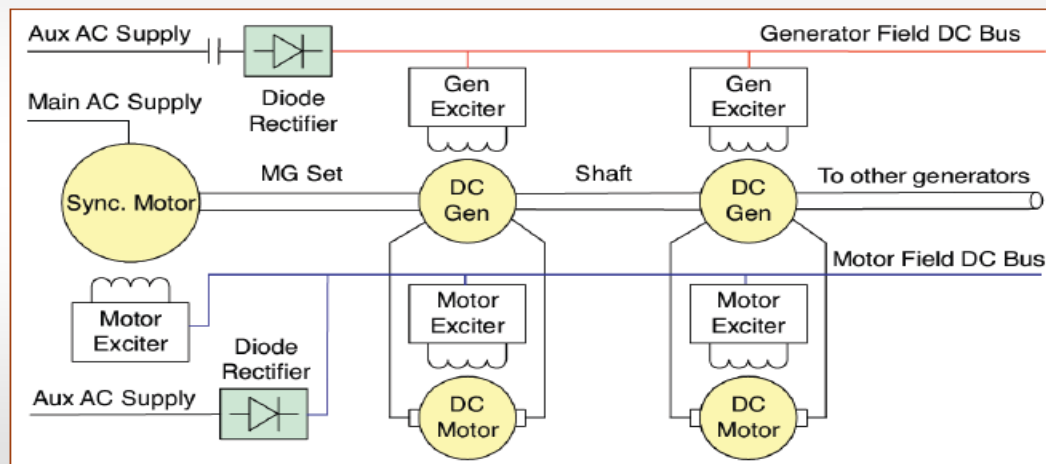 Aux AC Supply
Generator Field DC Bus
Diode
Rectifier
Gen
Exciter
Gen
Exciter
Main AC Supply
Sync. Motor
MG Set
DC
Gen
Shaft
DC
Gen
To other generators
Motor Field DC Bus
Motor
Exciter
Motor
Exciter
Motor
Exciter
Diode
Rectifier
Aux AC Supply
DC
Motor
DC
Motor